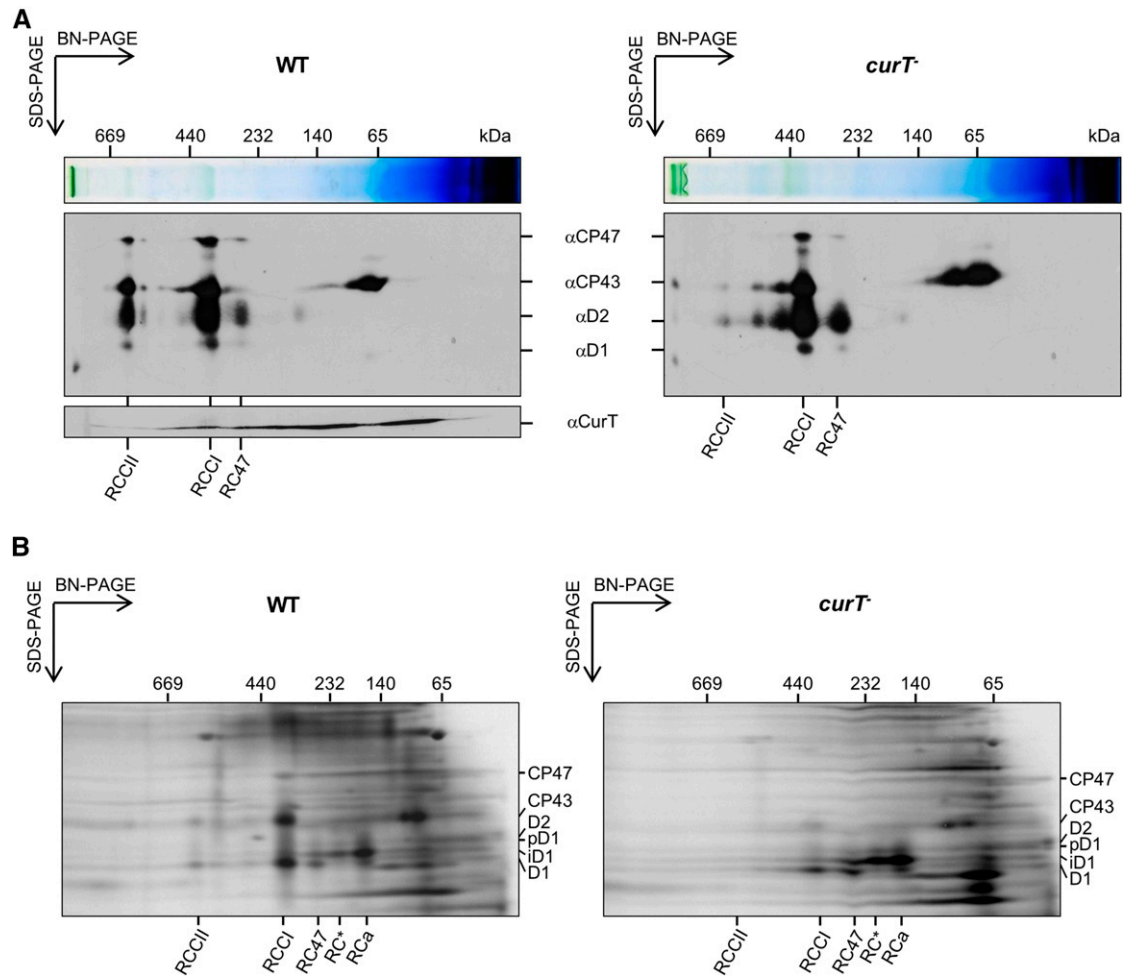 A
BN-PAGE
SDS-PAGE
WT
669 440 232 140 65 kDa
BN-PAGE
SDS-PAGE
curT-
669 440 232 140 65 kDa
αCP47
αCP43
αD2
αD1
αCurT
RCCII RCCI RC47
RCCII RCCI RC47
B
BN-PAGE
SDS-PAGE
WT
669 440 232 140 65
CP47
CP43
D2
pD1
iD1
D1
RCCII RCCI RC47 RC* RCa
BN-PAGE
SDS-PAGE
curT-
669 440 232 140 65
CP47
CP43
D2
pD1
iD1
D1
RCCII RCCI RC47 RC* RCa